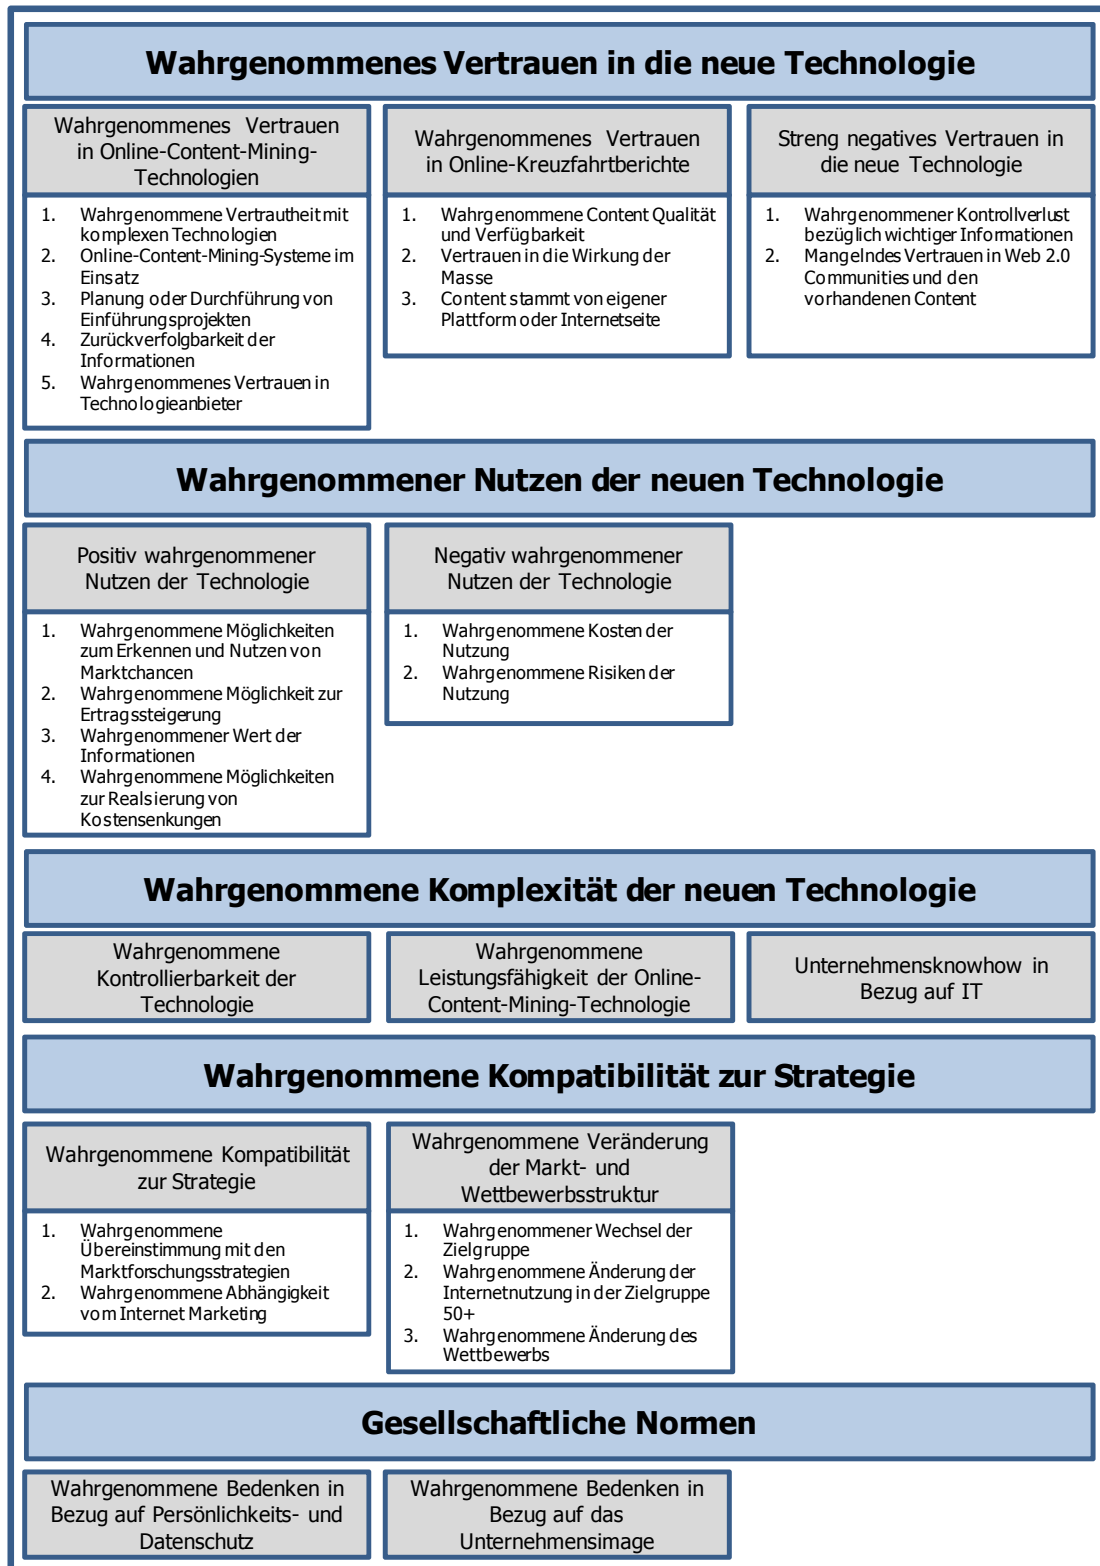 Wahrgenommenes Vertrauen in die neue Technologie
Wahrgenommenes Vertrauen
in Online-Content-Mining-
Technologien
1. Wahrgenommene Vertrautheit mit
komplexen Technologien
2. Online-Content-Mining-Systeme im
Einsatz
3. Planung oder Durchführung von
Einführungsprojekten
4. Zurückverfolgbarkeit der
Informationen
5. Wahrgenommenes Vertrauen in
Technologieanbieter
Wahrgenommenes Vertrauen
in Online-Kreuzfahrtberichte
1. Wahrgenommene Content Qualität
und Verfügbarkeit
2. Vertrauen in die Wirkung der
Masse
3. Content stammt von eigener
Plattform oder Internetseite
Streng negatives Vertrauen in
die neue Technologie
1. Wahrgenommener Kontrollverlust
bezüglich wichtiger Informationen
2. Mangelndes Vertrauen in Web 2.0
Communities und den
vorhandenen Content
Wahrgenommener Nutzen der neuen Technologie
Positiv wahrgenommener
Nutzen der Technologie
1. Wahrgenommene Möglichkeiten
zum Erkennen und Nutzen von
Marktchancen
2. Wahrgenommene Möglichkeit zur
Ertragssteigerung
3. Wahrgenommener Wert der
Informationen
4. Wahrgenommene Möglichkeiten
zur Realsierung von
Kostensenkungen
Negativ wahrgenommener
Nutzen der Technologie
1. Wahrgenommene Kosten der
Nutzung
2. Wahrgenommene Risiken der
Nutzung
Wahrgenommene Komplexität der neuen Technologie
Wahrgenommene
Kontrollierbarkeit der
Technologie
Wahrgenommene
Leistungsfähigkeit der Online-
Content-Mining-Technologie
Unternehmensknowhow in
Bezug auf IT
Wahrgenommene Kompatibilität zur Strategie
Wahrgenommene Kompatibilität
zur Strategie
1. Wahrgenommene
Übereinstimmung mit den
Marktforschungsstrategien
2. Wahrgenommene Abhängigkeit
vom Internet Marketing
Wahrgenommene Veränderung
der Markt- und
Wettbewerbsstruktur
1. Wahrgenommener Wechsel der
Zielgruppe
2. Wahrgenommene Änderung der
Internetnutzung in der Zielgruppe
50+
3. Wahrgenommene Änderung des
Wettbewerbs
Gesellschaftliche Normen
Wahrgenommene Bedenken in
Bezug auf Persönlichkeits- und
Datenschutz
Wahrgenommene Bedenken in
Bezug auf das
Unternehmensimage